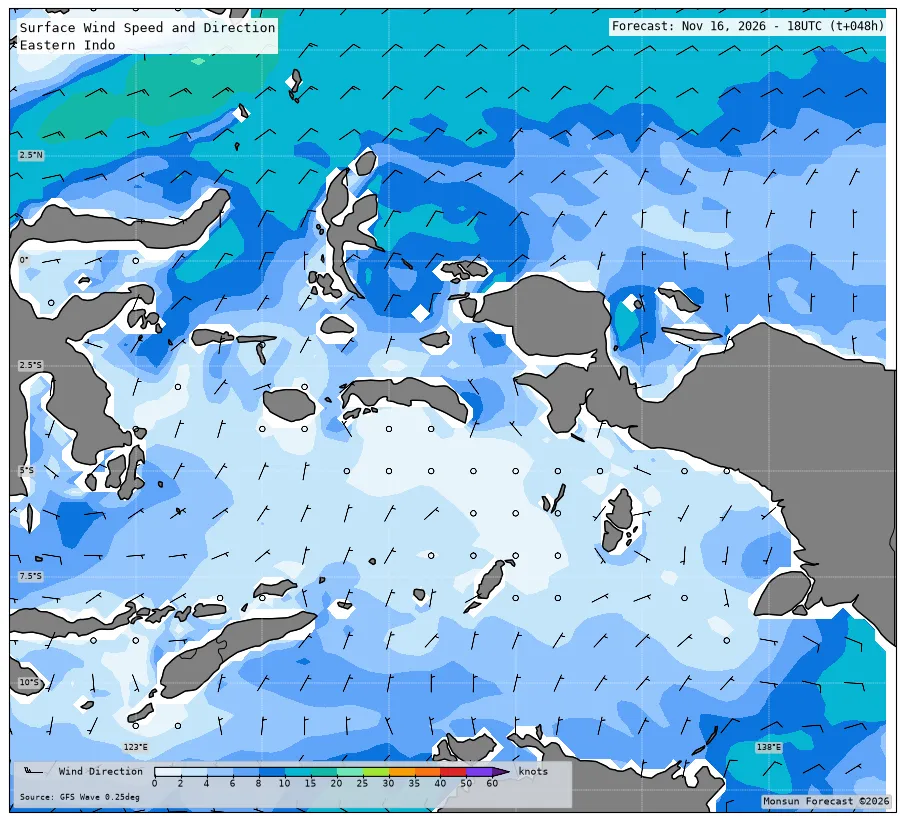 Surface Wind Speed and Direction
Eastern Indo
Forecast: Nov 16, 2026 - 18UTC (t+048h)
2.5°N
0°
2.5°S
5°S
7.5°S
10°S
123°E
138°E
Wind Direction
0 2 4 6 8 10 15 20 25 30 35 40 50 60
knots
Source: GFS Wave 0.25deg
Monsun Forecast ©2026